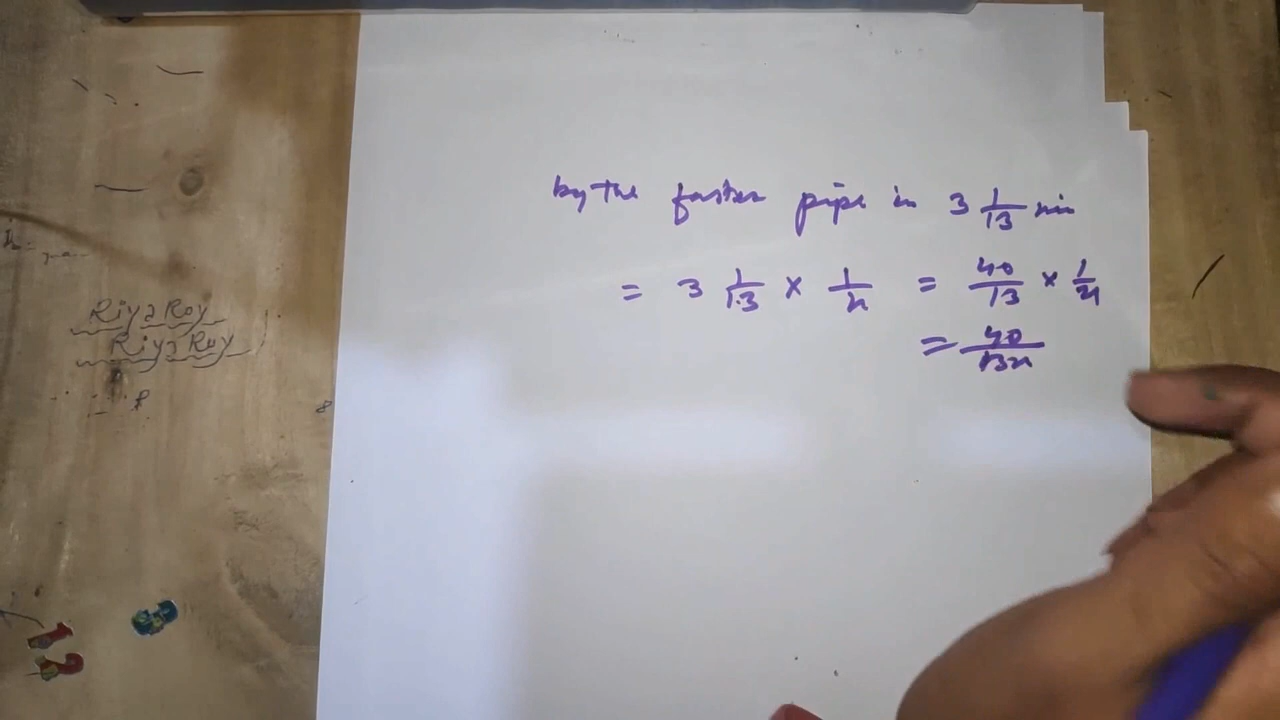 by the faster pipe in 3 1/13 min
= 3 1/13 × 1/x = 40/13 × 1/x
= 40/13x
Riya Roy
Riya Roy